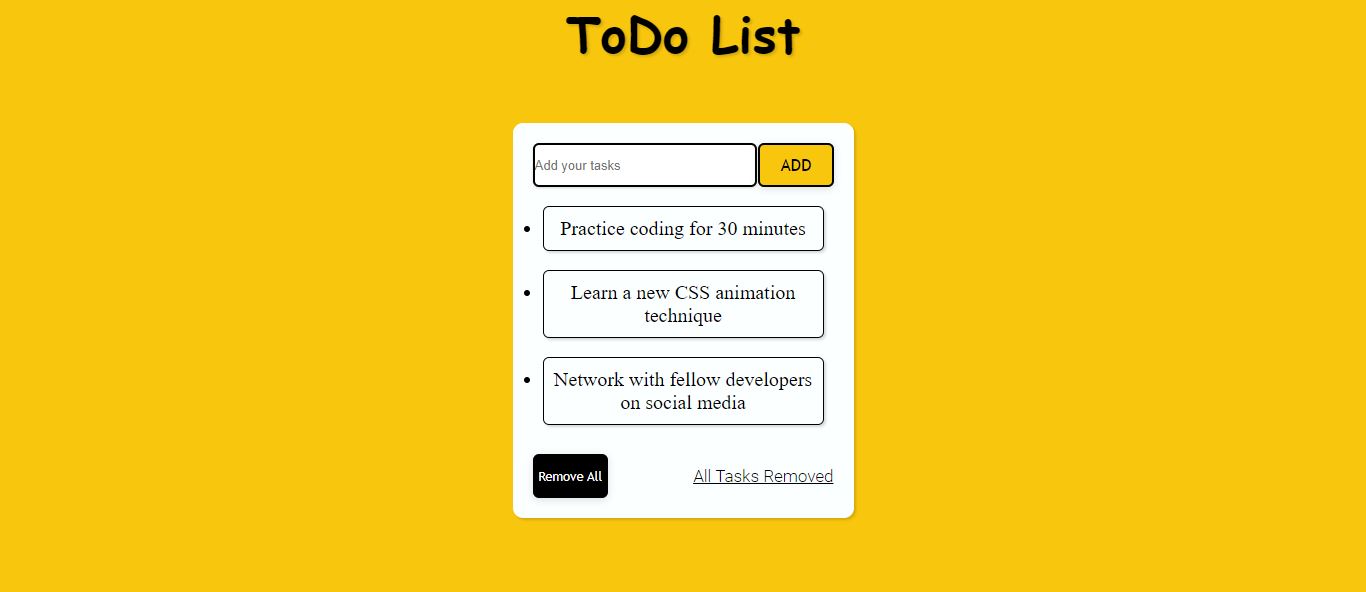 ToDo List
Add your tasks
ADD
Practice coding for 30 minutes
Learn a new CSS animation
technique
Network with fellow developers
on social media
Remove All
All Tasks Removed